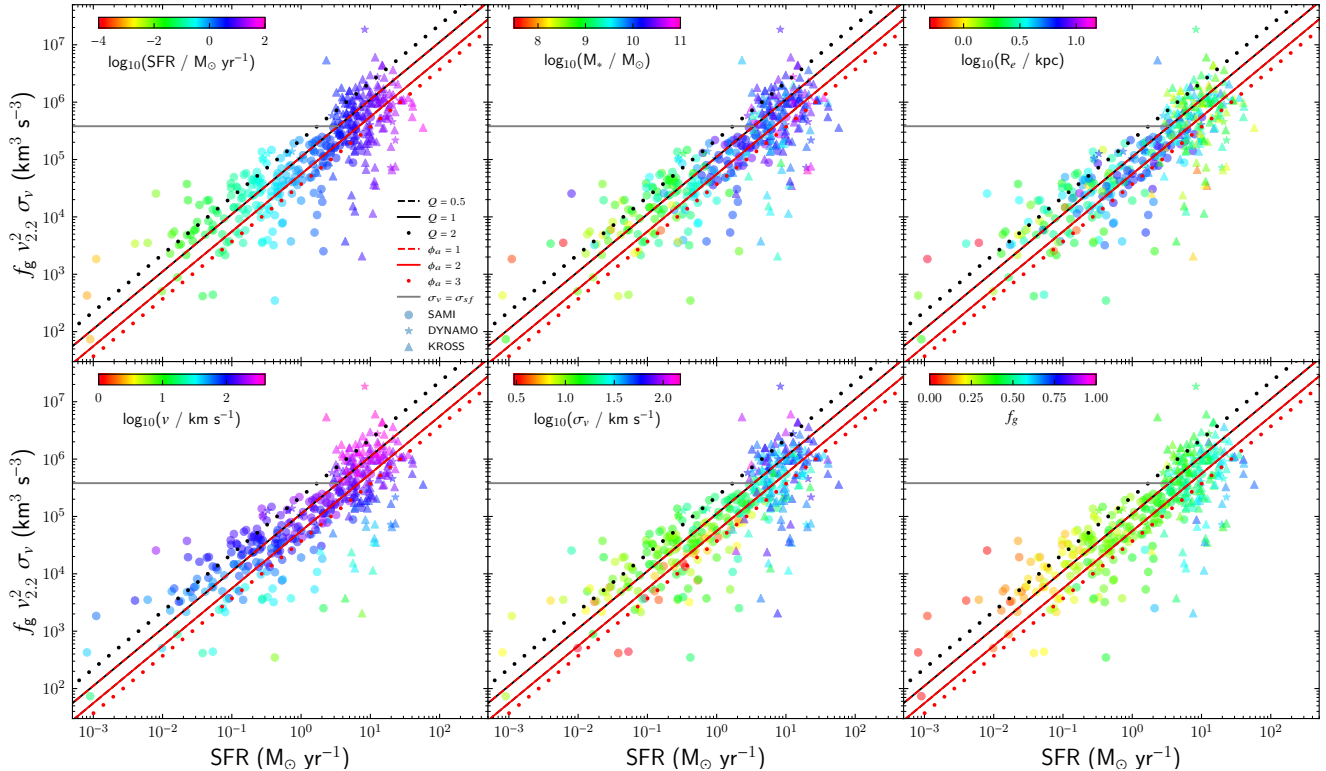 −4 −2 0 2
log₁₀(SFR / M⊙ yr⁻¹)
8 9 10 11
log₁₀(M* / M⊙)
0.0 0.5 1.0
log₁₀(Rₑ / kpc)
10⁷
10⁶
10⁵
10⁴
10³
10²
f_g v²₂.₂ σᵥ (km³ s⁻³)
Q = 0.5
Q = 1
Q = 2
ϕₐ = 1
ϕₐ = 2
ϕₐ = 3
σᵥ = σ_sf
SAMI
DYNAMO
KROSS
0 1 2
log₁₀(v / km s⁻¹)
0.5 1.0 1.5 2.0
log₁₀(σᵥ / km s⁻¹)
0.00 0.25 0.50 0.75 1.00
f_g
10⁷
10⁶
10⁵
10⁴
10³
10²
f_g v²₂.₂ σᵥ (km³ s⁻³)
10⁻³ 10⁻² 10⁻¹ 10⁰ 10¹ 10² 10⁻³ 10⁻² 10⁻¹ 10⁰ 10¹ 10² 10⁻³ 10⁻² 10⁻¹ 10⁰ 10¹ 10²
SFR (M⊙ yr⁻¹) SFR (M⊙ yr⁻¹) SFR (M⊙ yr⁻¹)